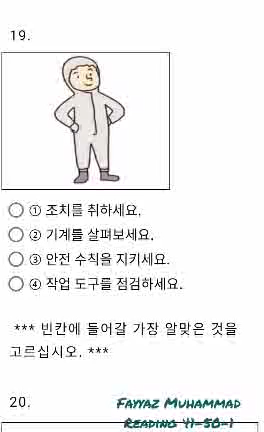 19.
① 조치를 취하세요.
② 기계를 살펴보세요.
③ 안전 수칙을 지키세요.
④ 작업 도구를 점검하세요.
*** 빈칸에 들어갈 가장 알맞은 것을
고르십시오. ***
20.
FAYYAZ MUHAMMAD
READING 41-50-1